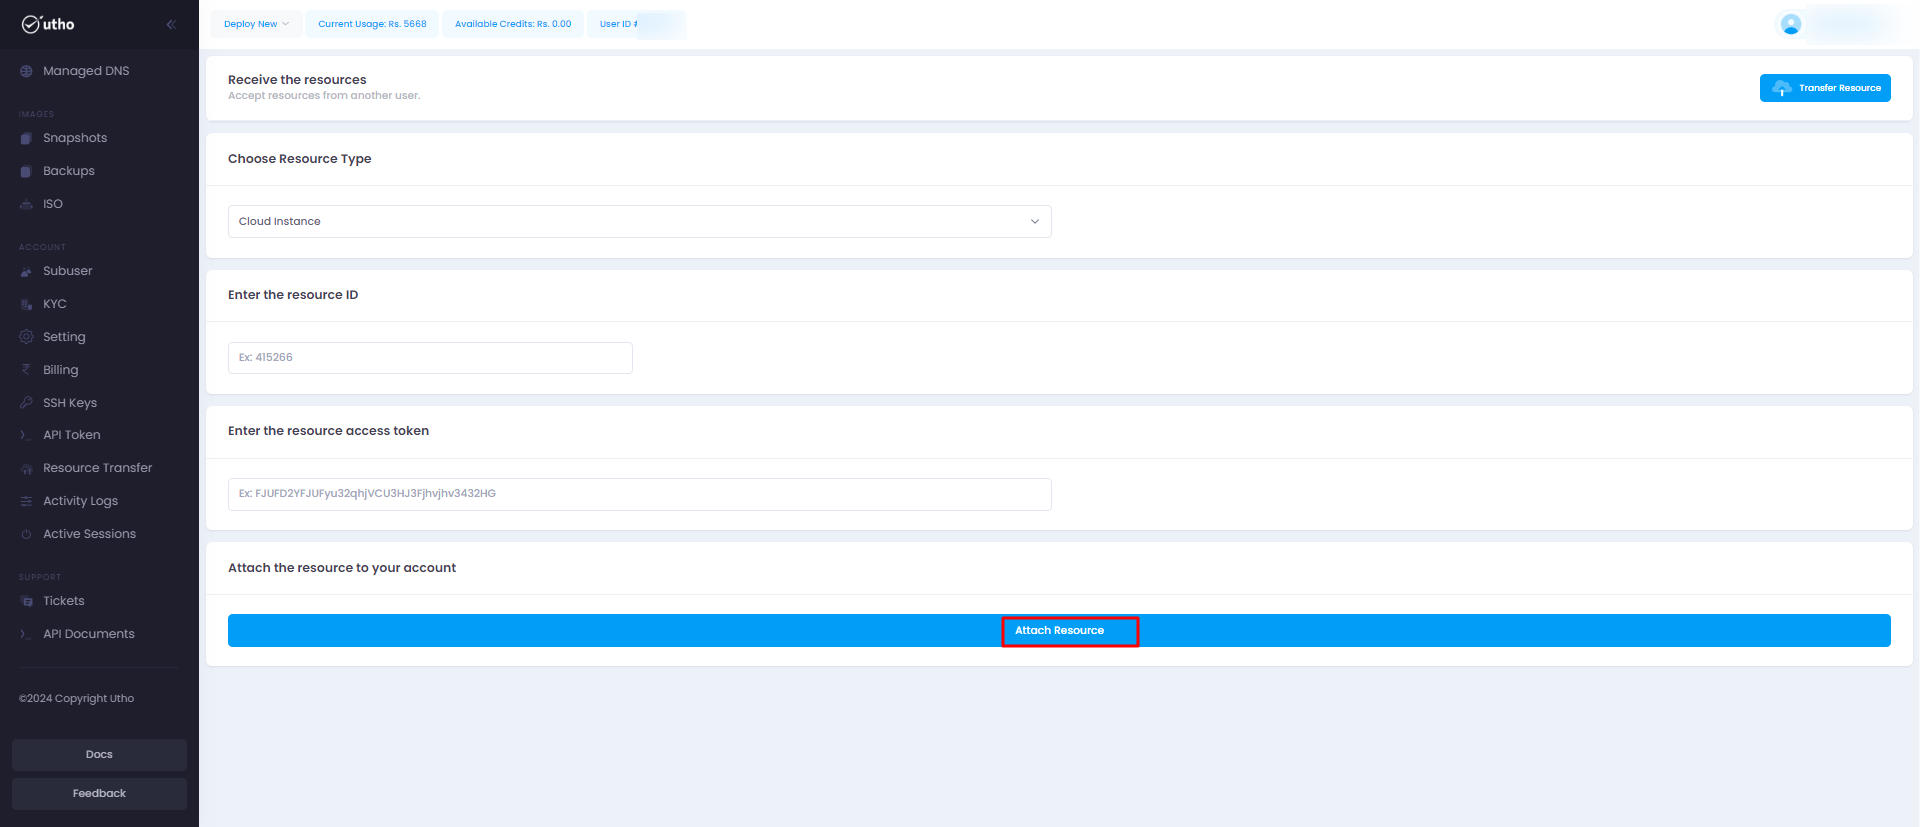 utho
Deploy New
Current Usage: Rs. 5668
Available Credits: Rs. 0.00
User ID #
Managed DNS
IMAGES
Snapshots
Backups
ISO
ACCOUNT
Subuser
KYC
Setting
Billing
SSH Keys
API Token
Resource Transfer
Activity Logs
Active Sessions
SUPPORT
Tickets
API Documents
©2024 Copyright Utho
Docs
Feedback
Receive the resources
Accept resources from another user.
Transfer Resource
Choose Resource Type
Cloud Instance
Enter the resource ID
Ex: 415266
Enter the resource access token
Ex: FJUFD2YFJUFyu32qhjVCU3HJ3Fjhvjhv3432HG
Attach the resource to your account
Attach Resource